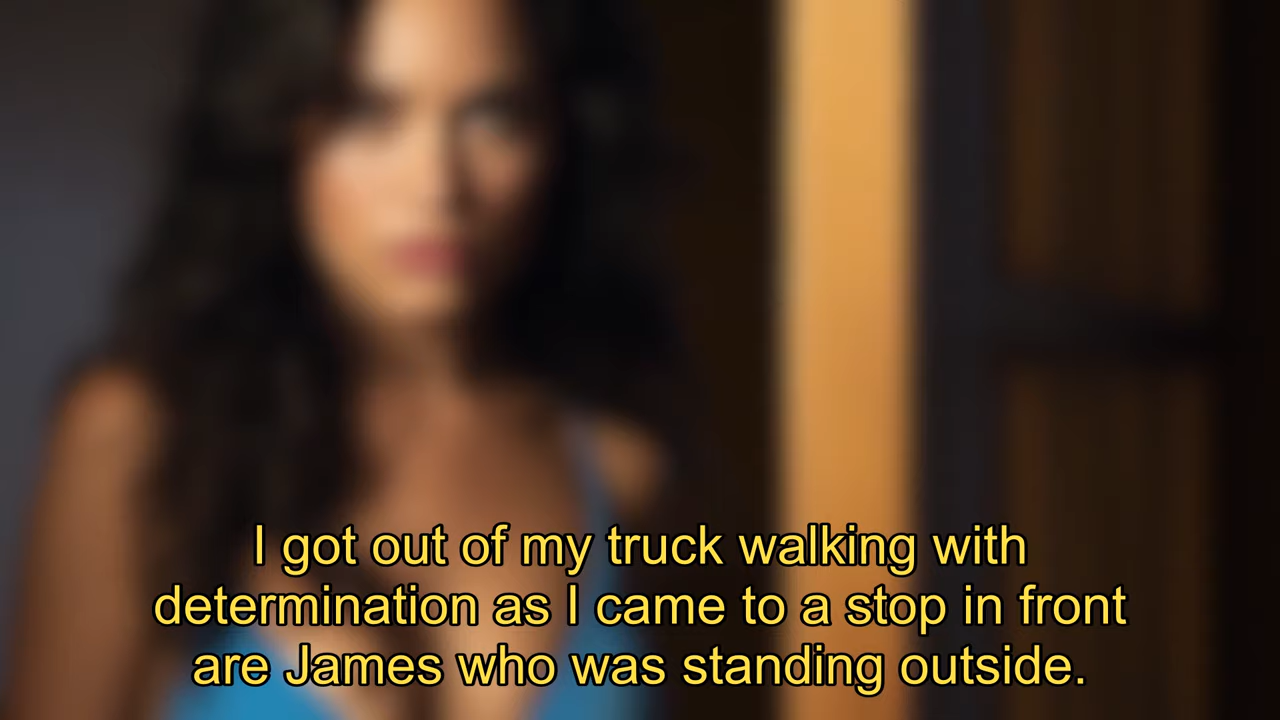 I got out of my truck walking with
determination as I came to a stop in front
are James who was standing outside.